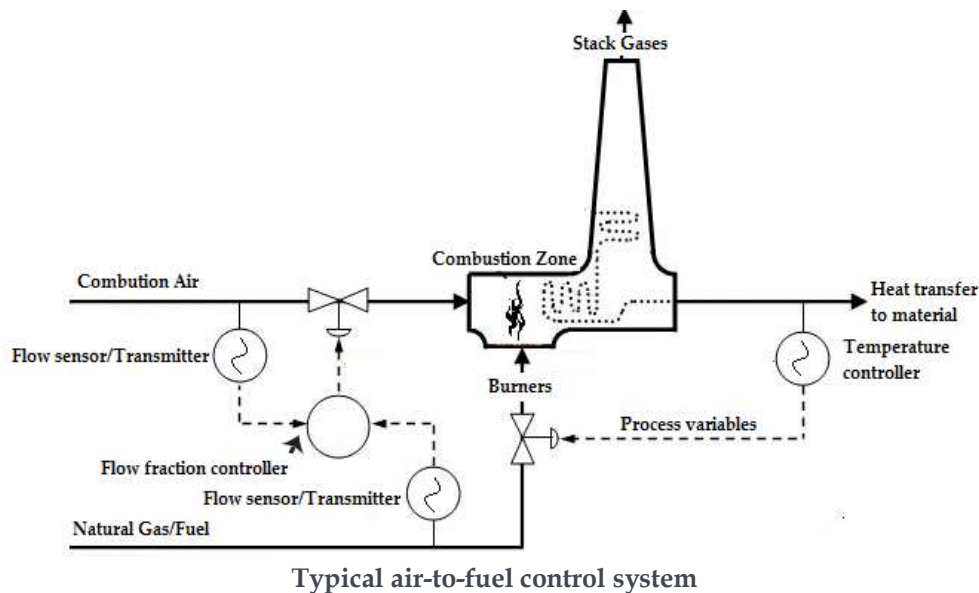 Stack Gases
Combustion Zone
Combution Air
Heat transfer
to material
Flow sensor/Transmitter
Temperature
controller
Burners
Process variables
Flow fraction controller
Flow sensor/Transmitter
Natural Gas/Fuel
Typical air-to-fuel control system